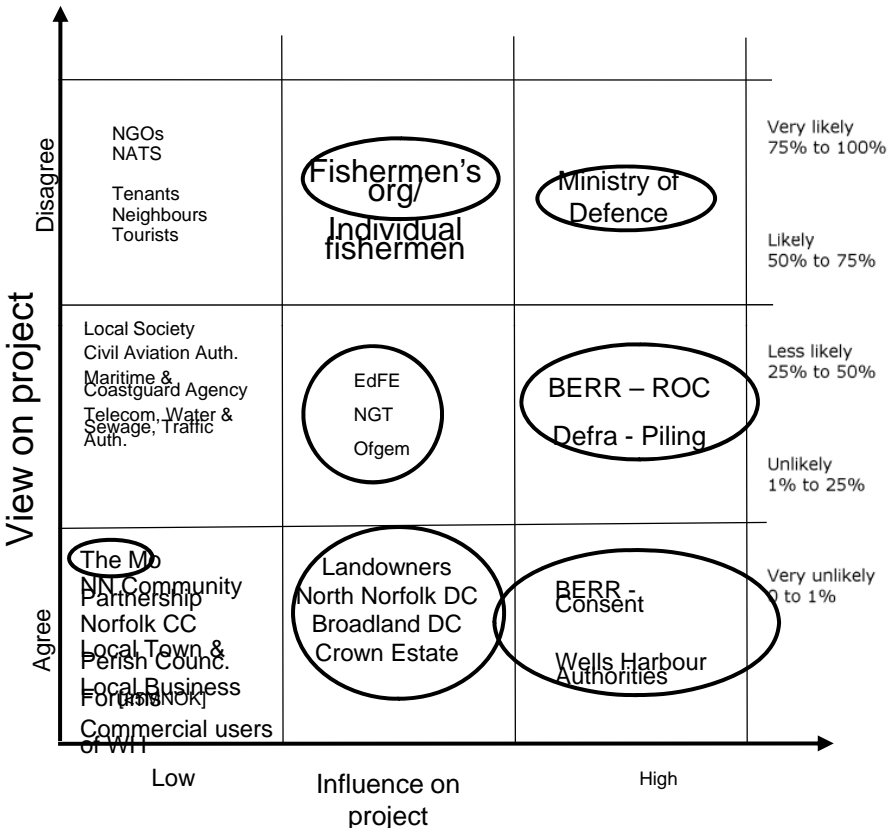 View on project
Disagree
Agree
NGOs
NATS
Tenants
Neighbours
Tourists
Fishermen's
org/
Individual
fishermen
Ministry of
Defence
Very likely
75% to 100%
Likely
50% to 75%
Local Society
Civil Aviation Auth.
Maritime &
Coastguard Agency
Telecom, Water &
Sewage, Traffic
Auth.
EdFE
NGT
Ofgem
BERR – ROC
Defra - Piling
Less likely
25% to 50%
Unlikely
1% to 25%
The Mo
NN Community
Partnership
Norfolk CC
Local Town &
Perish Counc.
Local Business
Forums
[25MNOK]
Commercial users
of WH
Landowners
North Norfolk DC
Broadland DC
Crown Estate
BERR -
Consent
Wells Harbour
Authorities
Very unlikely
0 to 1%
Low
Influence on
project
High